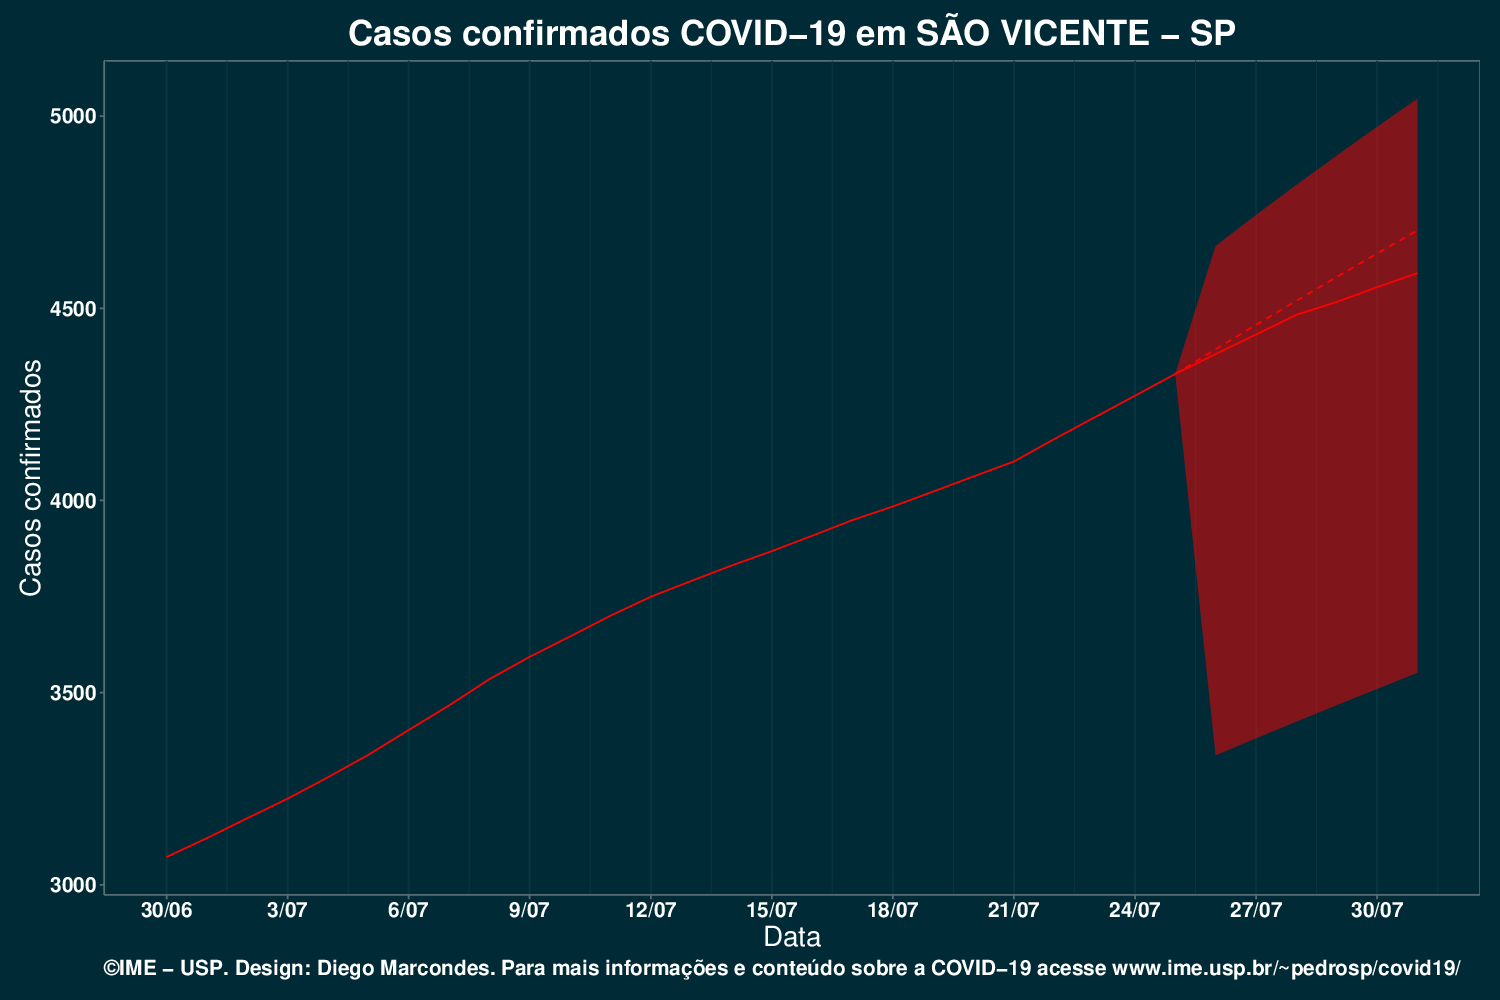 Casos confirmados COVID−19 em SÃO VICENTE − SP
Casos confirmados
5000
4500
4000
3500
3000
30/06 3/07 6/07 9/07 12/07 15/07 18/07 21/07 24/07 27/07 30/07
Data
©IME − USP. Design: Diego Marcondes. Para mais informações e conteúdo sobre a COVID−19 acesse www.ime.usp.br/~pedrosp/covid19/